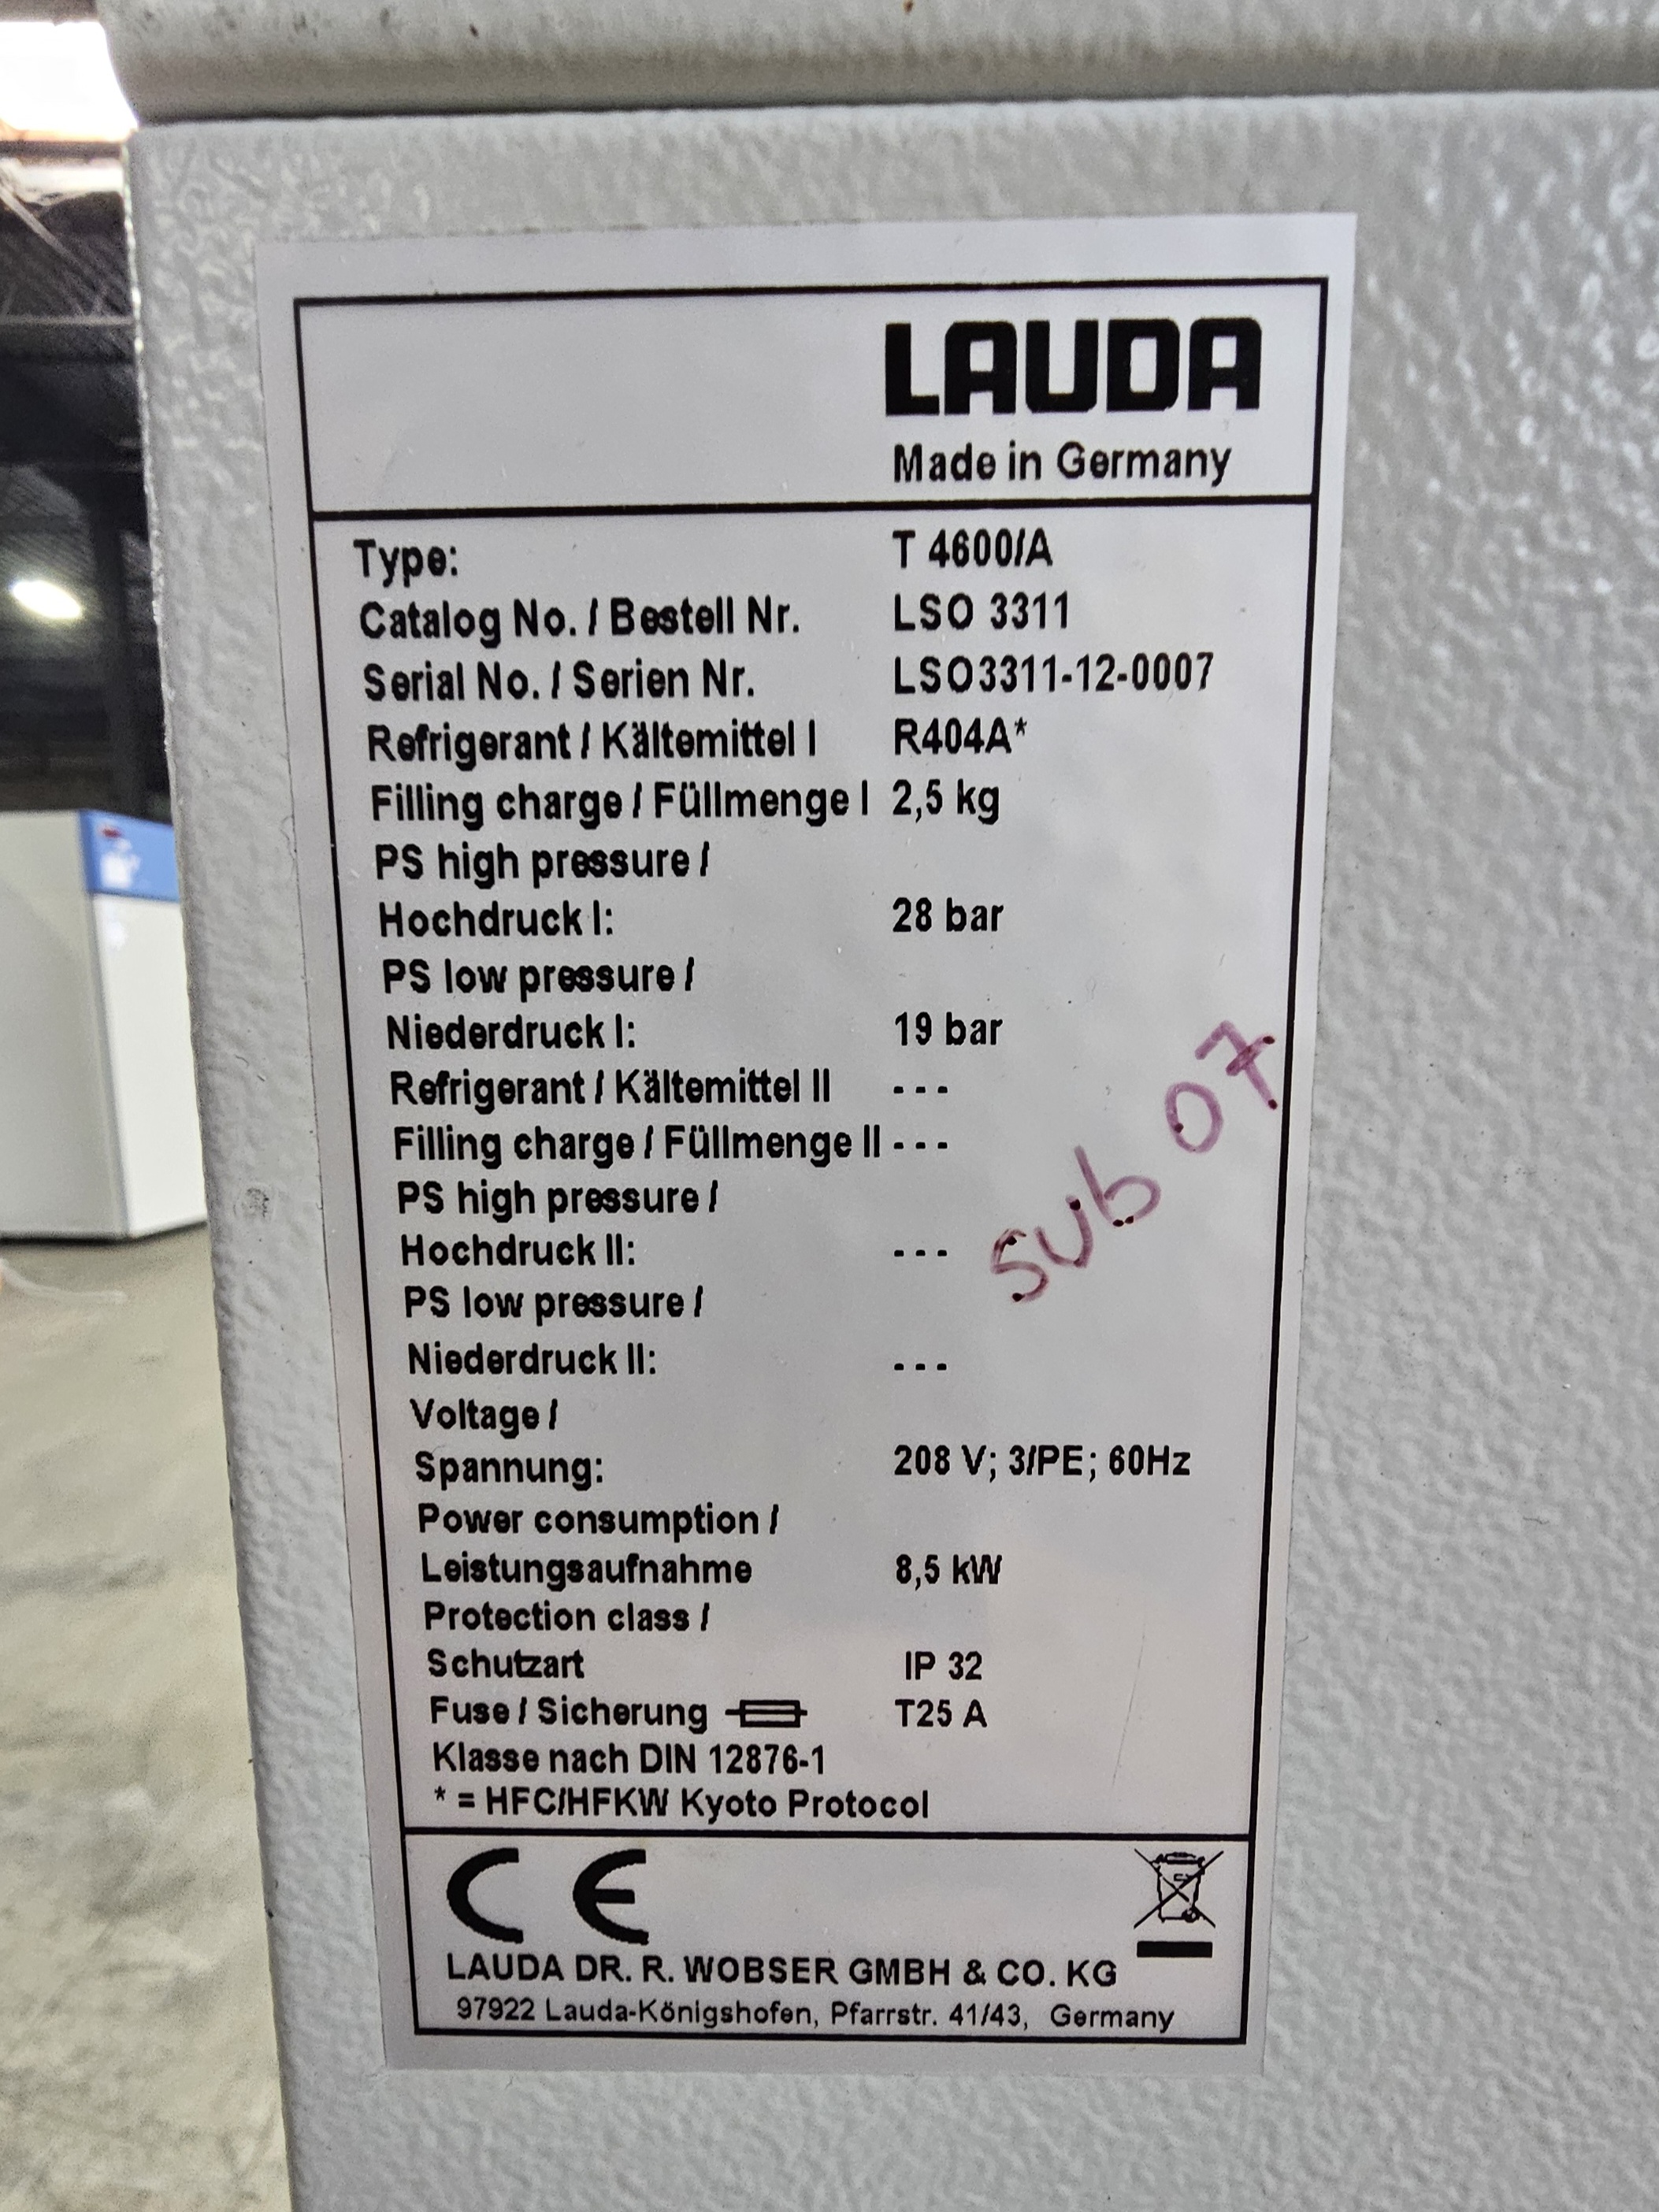 LAUDA
Made in Germany
Type: T 4600/A
Catalog No. / Bestell Nr. LSO 3311
Serial No. / Serien Nr. LSO3311-12-0007
Refrigerant / Kältemittel I R404A*
Filling charge / Füllmenge I 2,5 kg
PS high pressure /
Hochdruck I: 28 bar
PS low pressure /
Niederdruck I: 19 bar
Refrigerant / Kältemittel II ---
Filling charge / Füllmenge II ---
PS high pressure /
Hochdruck II: ---
PS low pressure /
Niederdruck II: ---
sub 07
Voltage /
Spannung: 208 V; 3/PE; 60Hz
Power consumption /
Leistungsaufnahme 8,5 kW
Protection class /
Schutzart IP 32
Fuse / Sicherung T25 A
Klasse nach DIN 12876-1
* = HFC/HFKW Kyoto Protocol
CE
LAUDA DR. R. WOBSER GMBH & CO. KG
97922 Lauda-Königshofen, Pfarrstr. 41/43, Germany